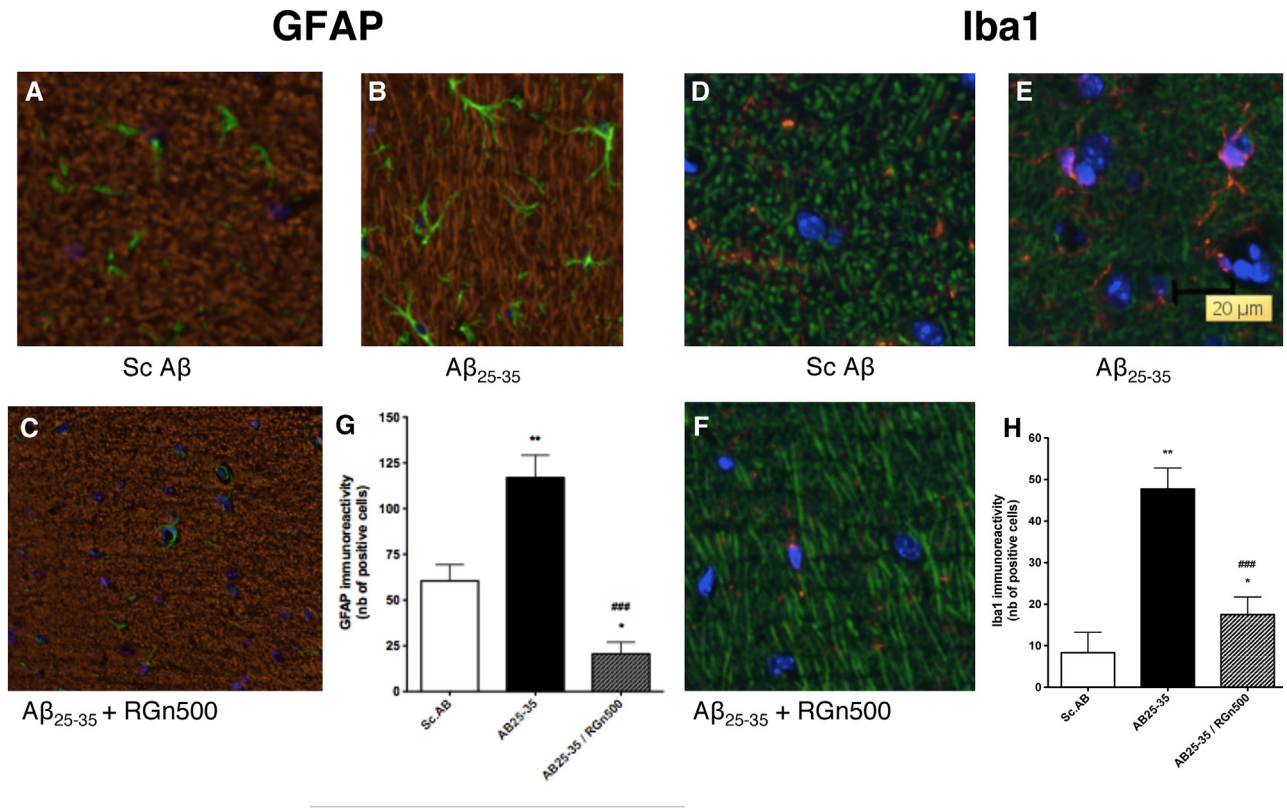 GFAP
Iba1
A
B
D
E
20 µm
Sc Aβ
Aβ25-35
Sc Aβ
Aβ25-35
C
G
150
125
100
75
50
25
0
GFAP immunoreactivity
(nb of positive cells)
**
###
*
Sc.AB
AB25-35
AB25-35 / RGn500
F
H
60
50
40
30
20
10
0
Iba1 immunoreactivity
(nb of positive cells)
**
###
*
Sc.AB
AB25-35
AB25-35 / RGn500
Aβ25-35 + RGn500
Aβ25-35 + RGn500